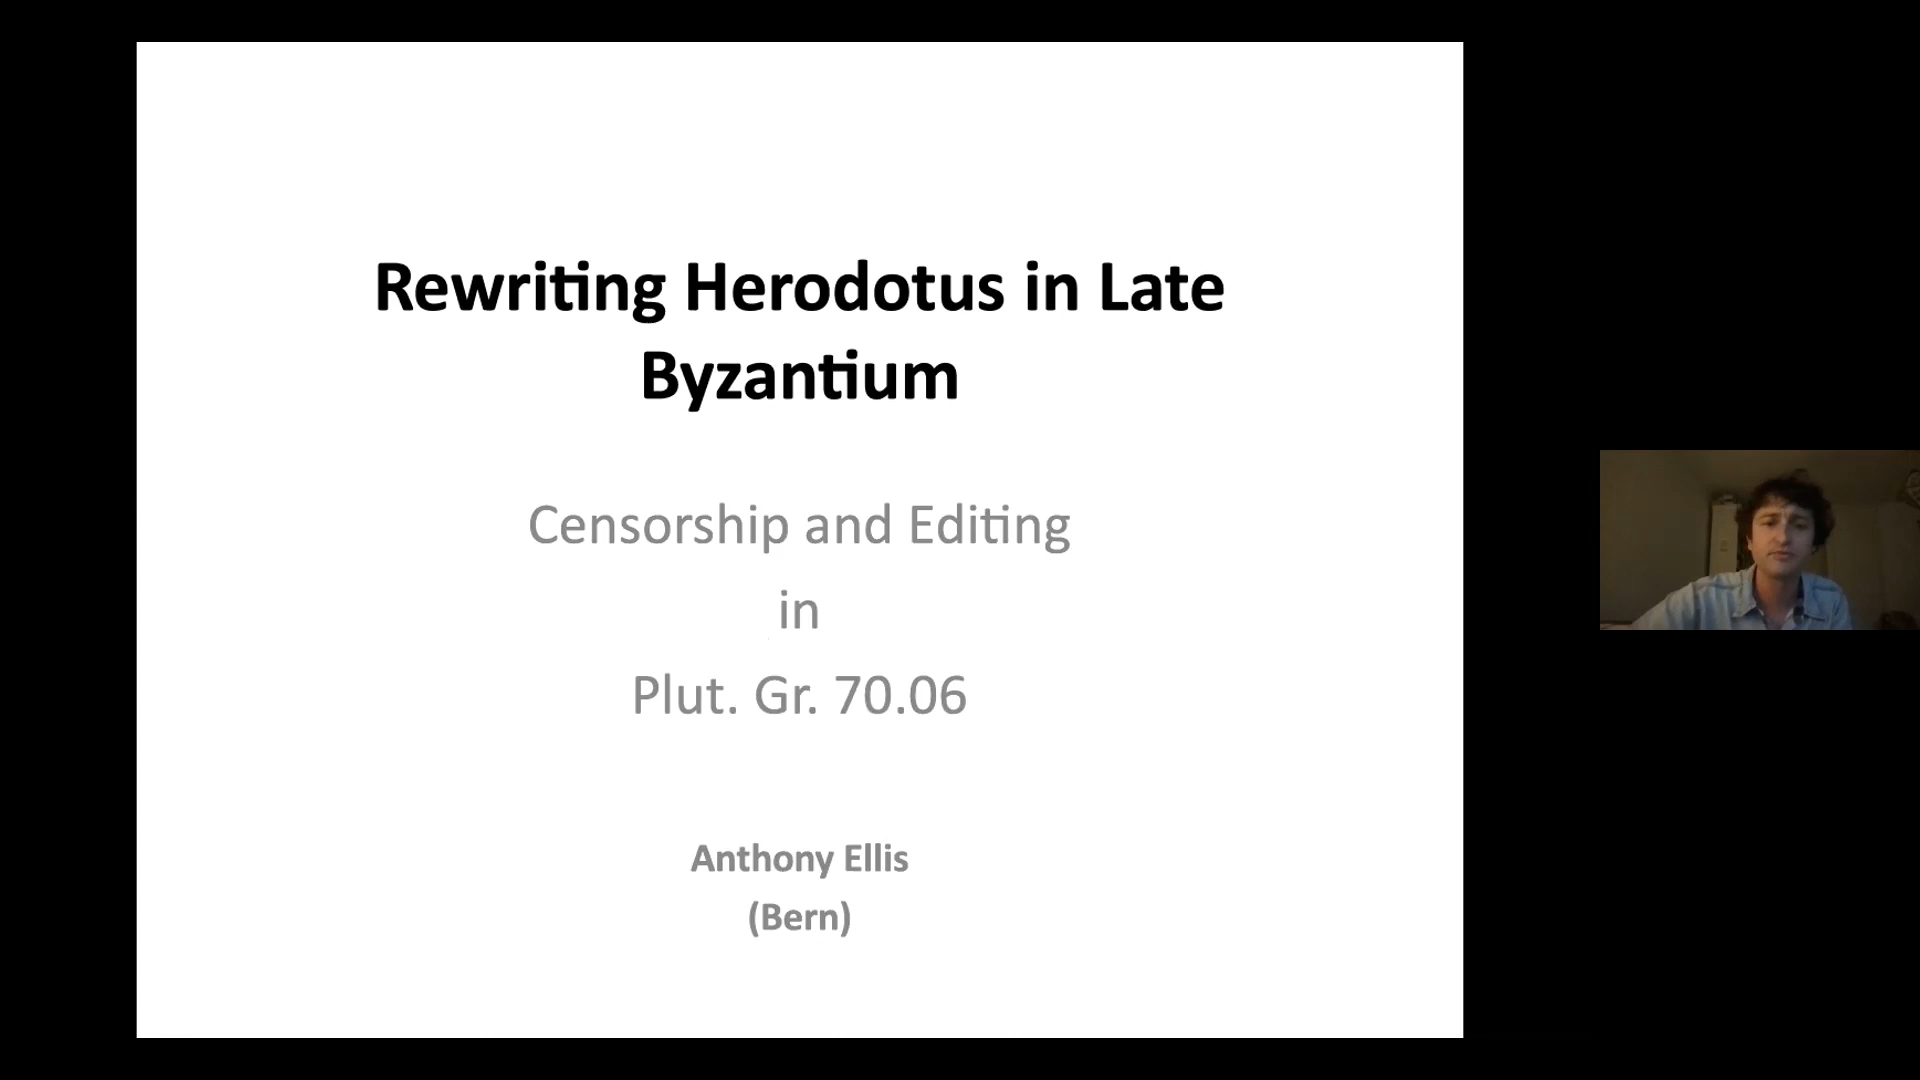 Rewriting Herodotus in Late
Byzantium
Censorship and Editing
in
Plut. Gr. 70.06
Anthony Ellis
(Bern)